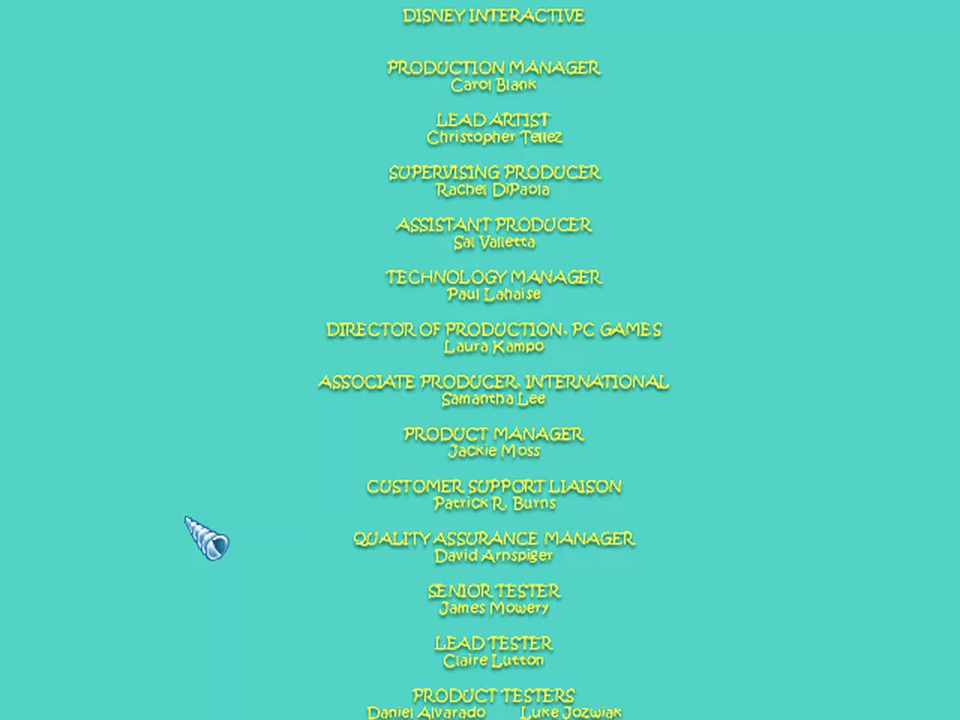 DISNEY INTERACTIVE
PRODUCTION MANAGER
Carol Blank
LEAD ARTIST
Christopher Tellez
SUPERVISING PRODUCER
Rachel DiPaola
ASSISTANT PRODUCER
Sal Valletta
TECHNOLOGY MANAGER
Paul Lahaise
DIRECTOR OF PRODUCTION, PC GAMES
Laura Kampo
ASSOCIATE PRODUCER, INTERNATIONAL
Samantha Lee
PRODUCT MANAGER
Jackie Moss
CUSTOMER SUPPORT LIAISON
Patrick R. Burns
QUALITY ASSURANCE MANAGER
David Arnspiger
SENIOR TESTER
James Mowery
LEAD TESTER
Claire Lutton
PRODUCT TESTERS
Daniel Alvarado Luke Jozwiak